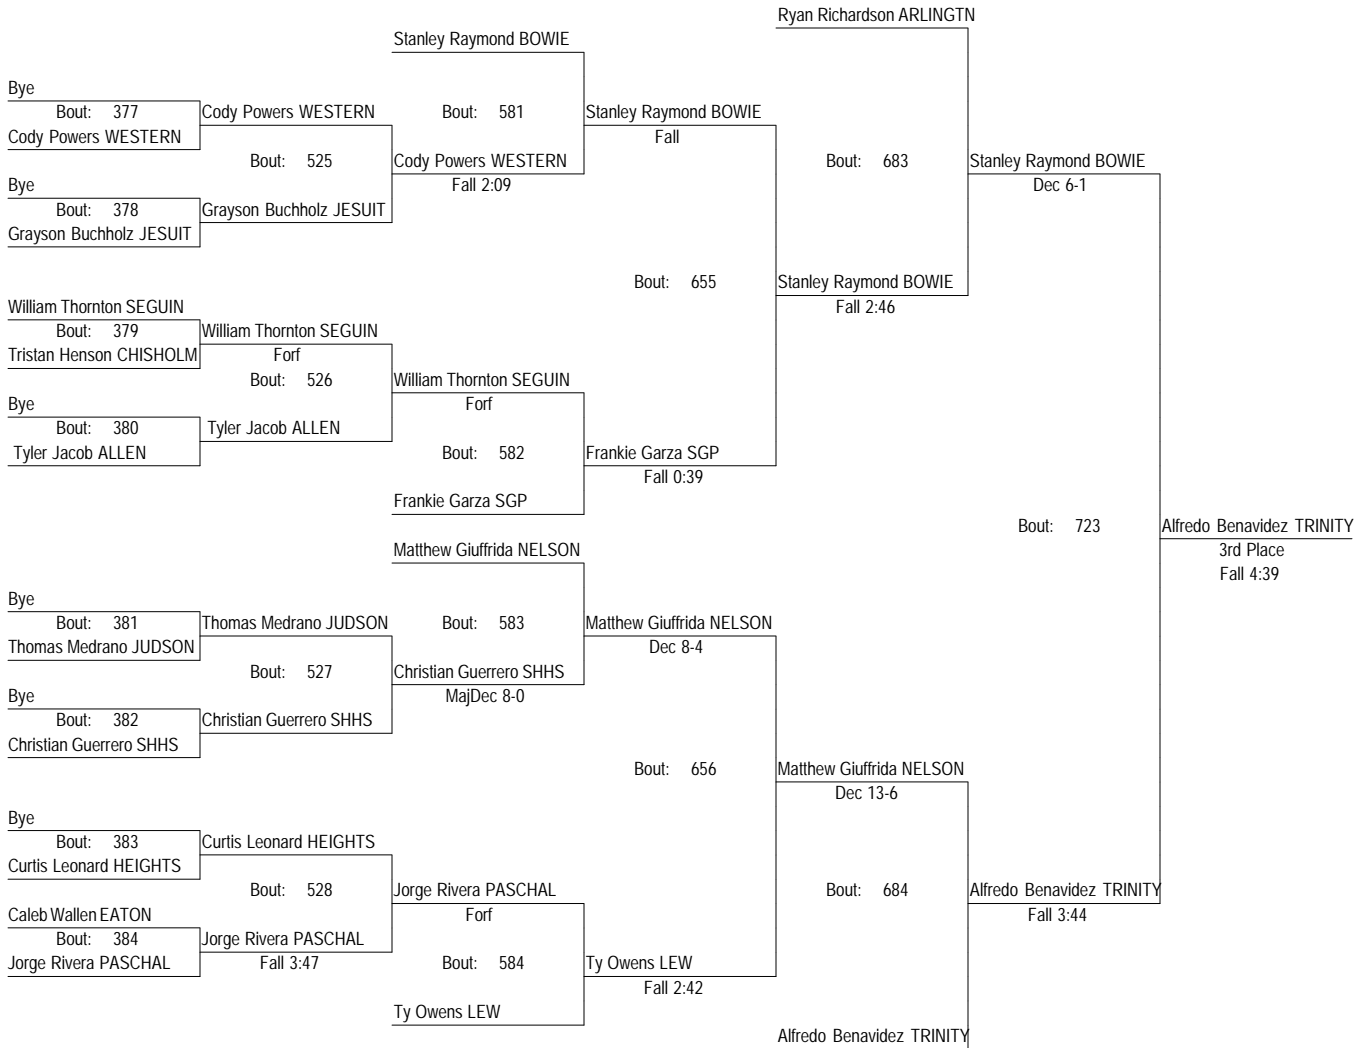 Ryan Richardson ARLINGTN
Stanley Raymond BOWIE
Bye
Bout: 377
Cody Powers WESTERN
Cody Powers WESTERN
Bout: 581
Stanley Raymond BOWIE
Fall
Bout: 525
Cody Powers WESTERN
Fall 2:09
Bout: 683
Stanley Raymond BOWIE
Dec 6-1
Bye
Bout: 378
Grayson Buchholz JESUIT
Grayson Buchholz JESUIT
Bout: 655
Stanley Raymond BOWIE
Fall 2:46
William Thornton SEGUIN
Bout: 379
Tristan Henson CHISHOLM
William Thornton SEGUIN
Forf
Bout: 526
William Thornton SEGUIN
Forf
Bye
Bout: 380
Tyler Jacob ALLEN
Tyler Jacob ALLEN
Bout: 582
Frankie Garza SGP
Fall 0:39
Frankie Garza SGP
Bout: 723
Alfredo Benavidez TRINITY
3rd Place
Fall 4:39
Matthew Giuffrida NELSON
Bye
Bout: 381
Thomas Medrano JUDSON
Thomas Medrano JUDSON
Bout: 583
Matthew Giuffrida NELSON
Dec 8-4
Bout: 527
Christian Guerrero SHHS
MajDec 8-0
Bye
Bout: 382
Christian Guerrero SHHS
Christian Guerrero SHHS
Bout: 656
Matthew Giuffrida NELSON
Dec 13-6
Bye
Bout: 383
Curtis Leonard HEIGHTS
Curtis Leonard HEIGHTS
Bout: 528
Jorge Rivera PASCHAL
Forf
Bout: 684
Alfredo Benavidez TRINITY
Fall 3:44
Caleb Wallen EATON
Bout: 384
Jorge Rivera PASCHAL
Jorge Rivera PASCHAL
Fall 3:47
Bout: 584
Ty Owens LEW
Fall 2:42
Ty Owens LEW
Alfredo Benavidez TRINITY